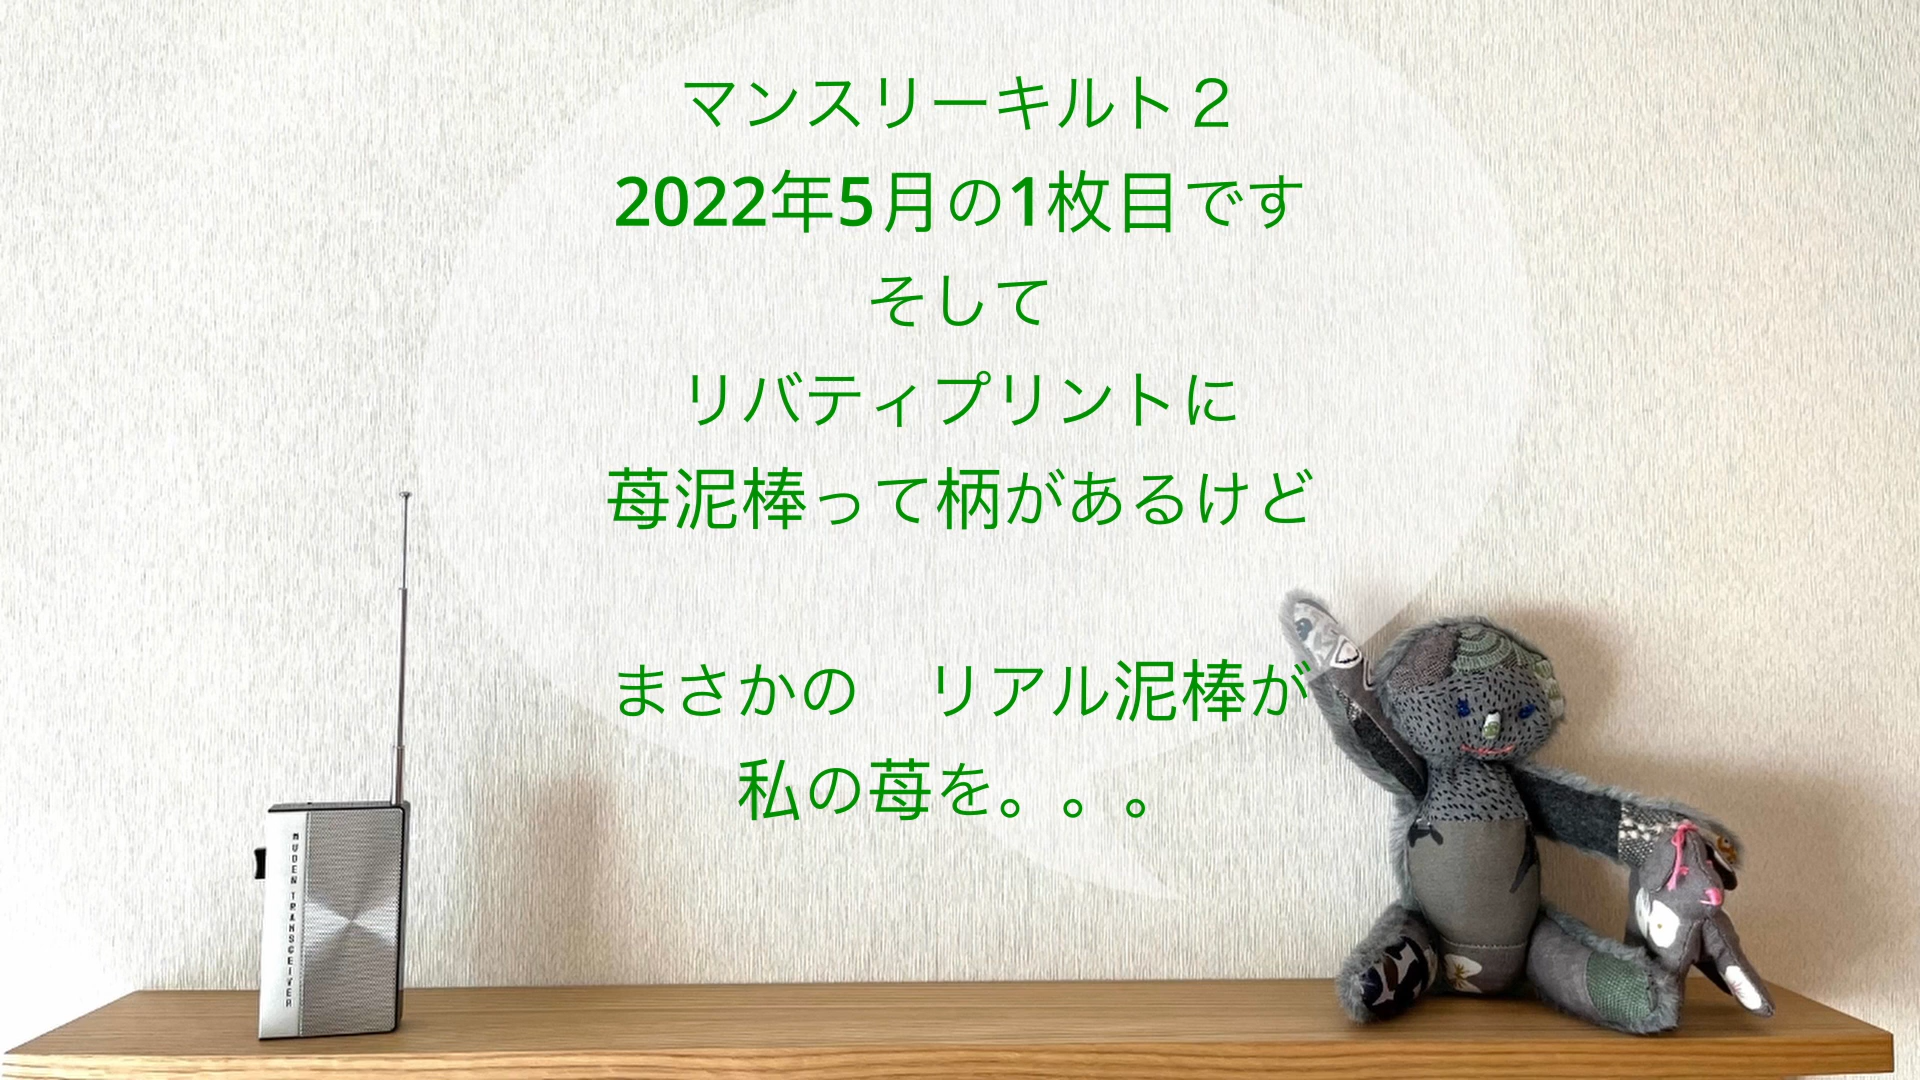 マンスリーキルト２
2022年5月の1枚目です
そして
リバティプリントに
苺泥棒って柄があるけど
まさかの　リアル泥棒が
私の苺を。。。
MUDEN TRANSCEIVER